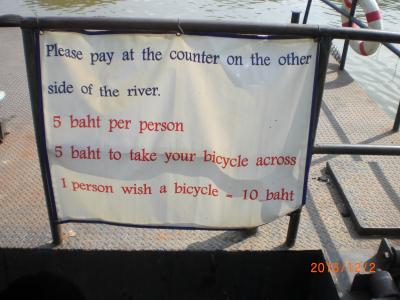 Please pay at the counter on the other
side of the river.
5 baht per person
5 baht to take your bicycle across
1 person wish a bicycle = 10 baht
2015/12/2